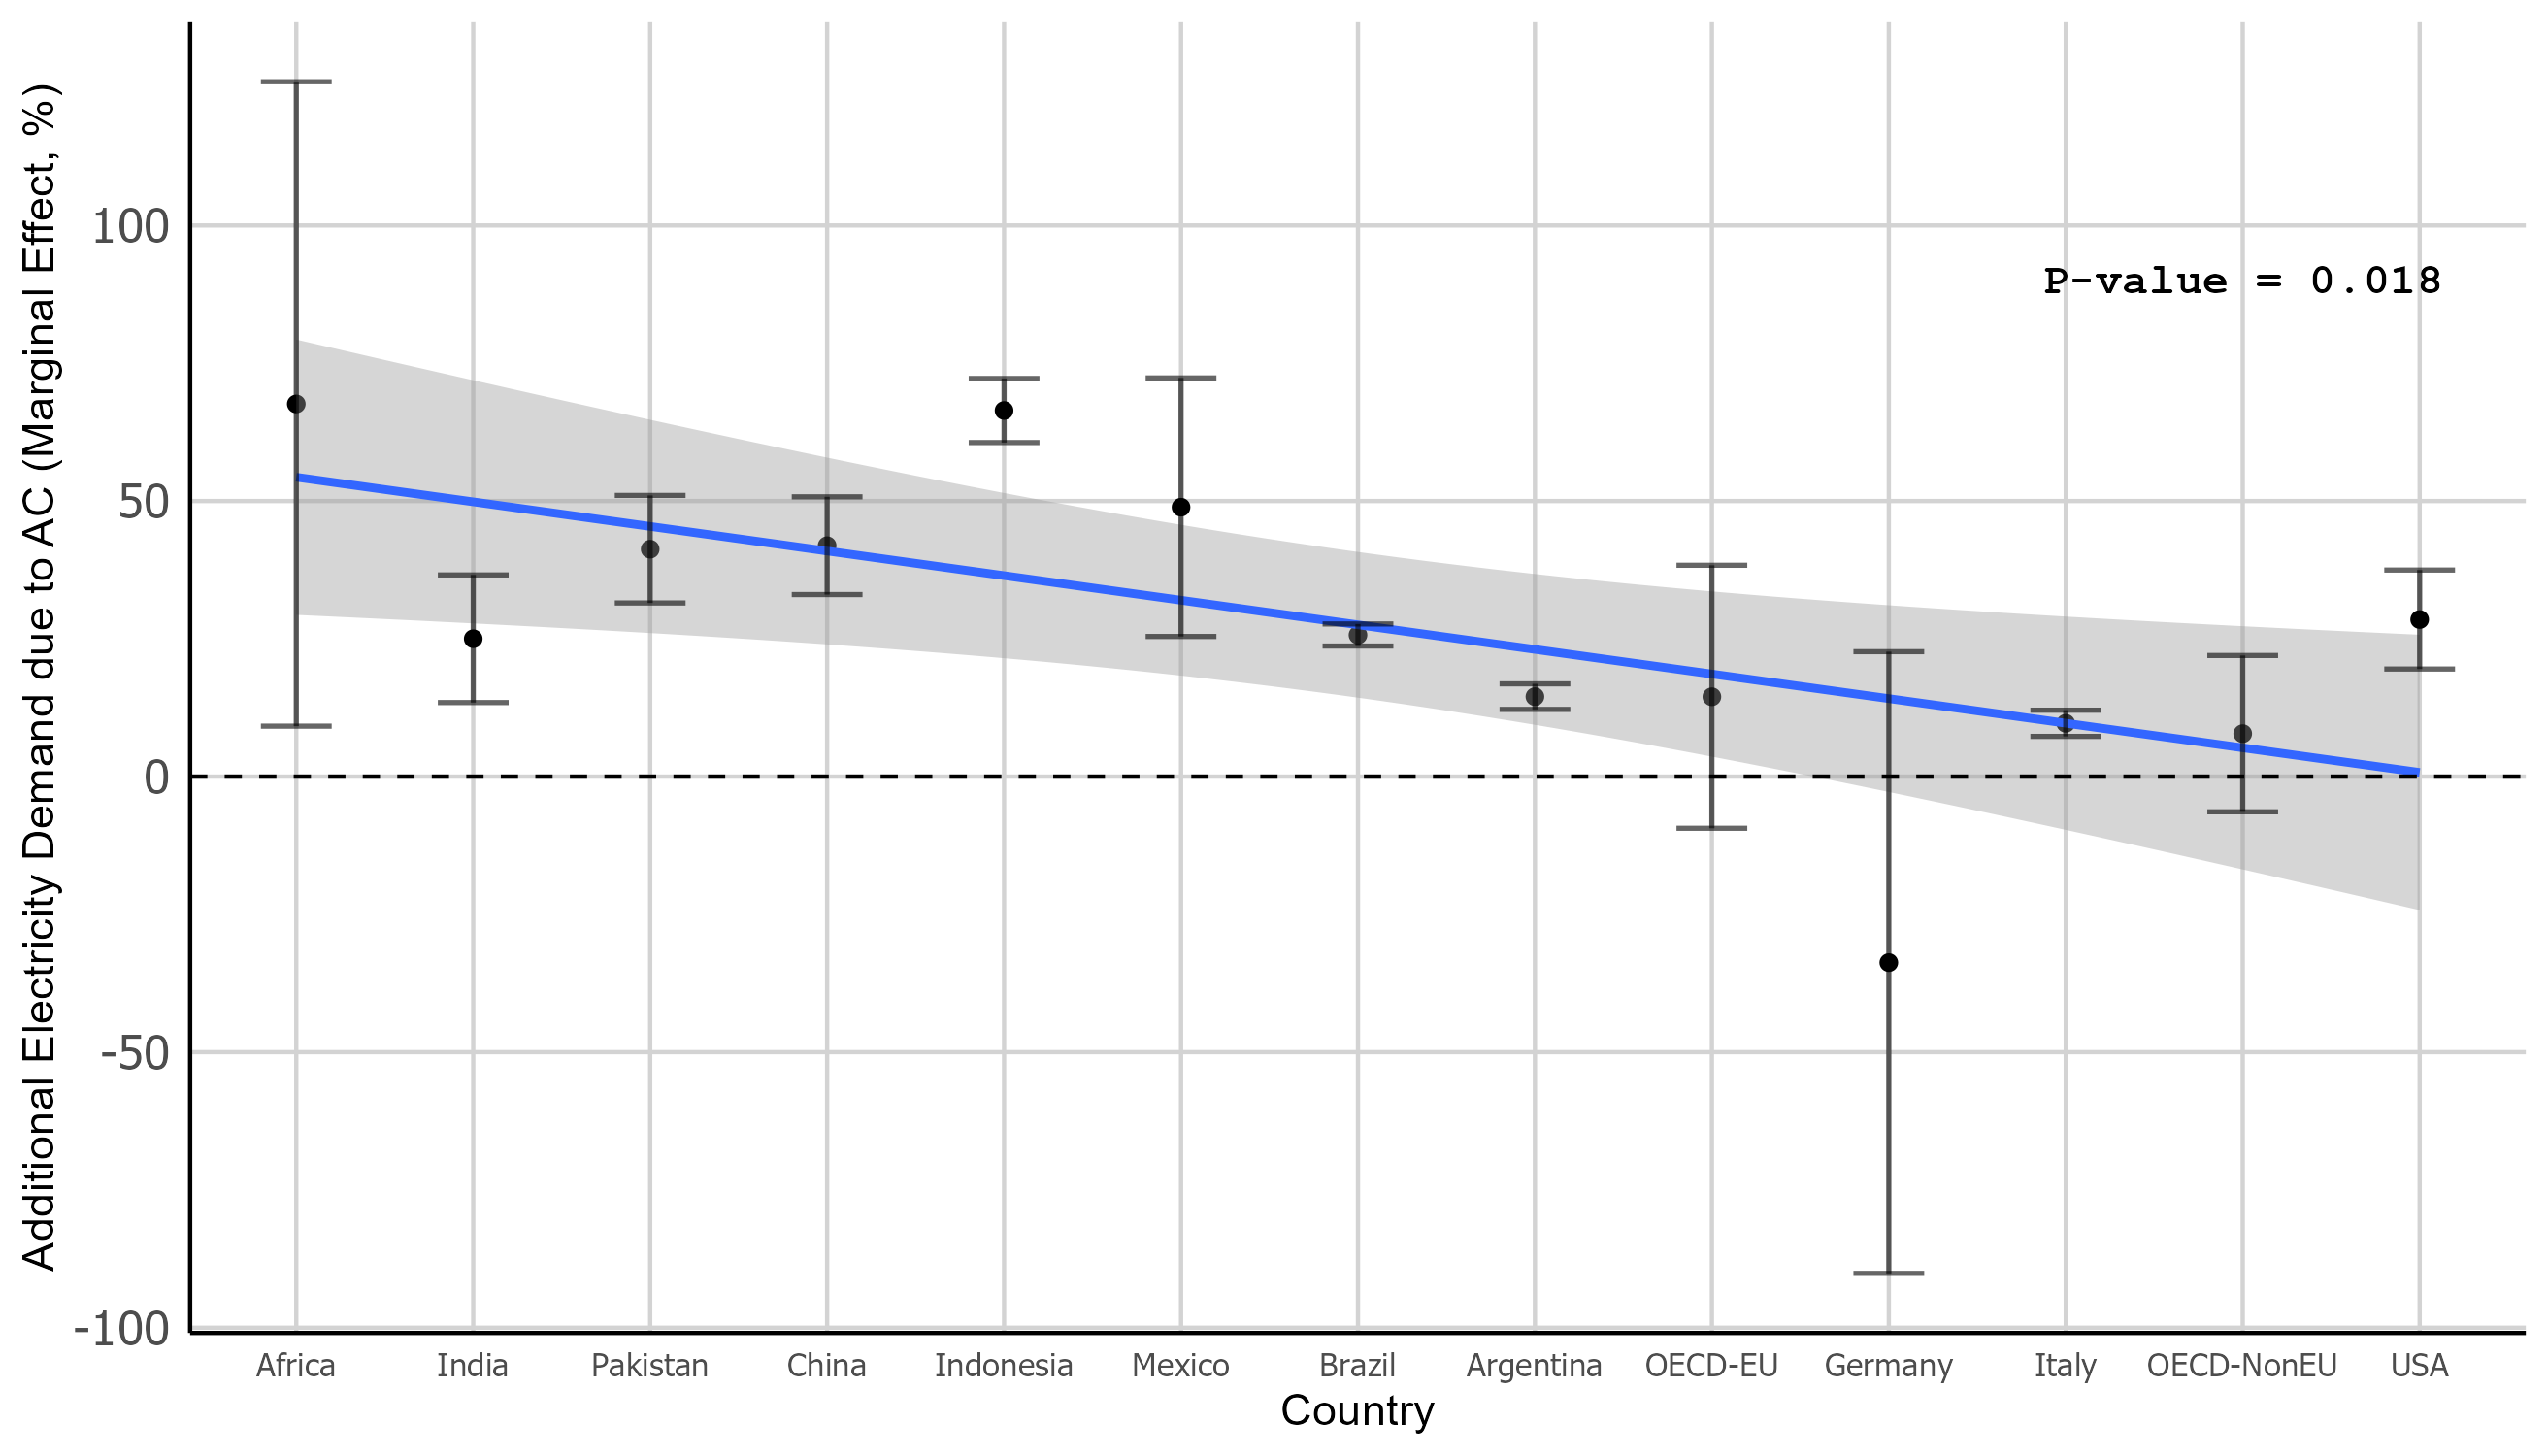 Additional Electricity Demand due to AC (Marginal Effect, %)
100
50
0
-50
-100
P-value = 0.018
Africa India Pakistan China Indonesia Mexico Brazil Argentina OECD-EU Germany Italy OECD-NonEU USA
Country